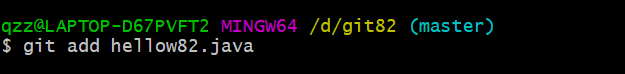 qzz@LAPTOP-D67PVFT2 MINGW64 /d/git82 (master)
$ git add hellow82.java